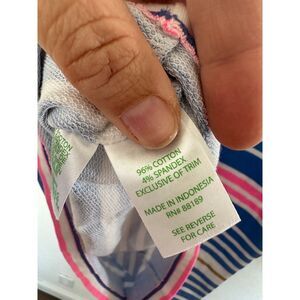 96% COTTON
4% SPANDEX
EXCLUSIVE OF TRIM
MADE IN INDONESIA
RN# 88189
SEE REVERSE
FOR CARE